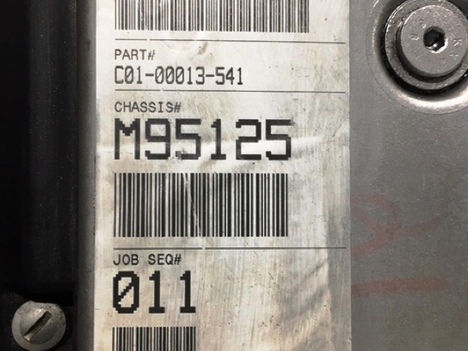 PART#
C01-00013-541
CHASSIS#
M95125
JOB SEQ#
011